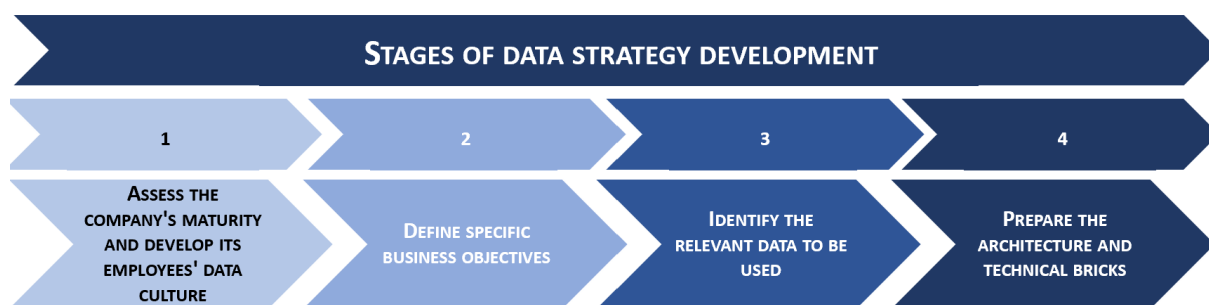 STAGES OF DATA STRATEGY DEVELOPMENT
1
2
3
4
ASSESS THE
COMPANY'S MATURITY
AND DEVELOP ITS
EMPLOYEES' DATA
CULTURE
DEFINE SPECIFIC
BUSINESS OBJECTIVES
IDENTIFY THE
RELEVANT DATA TO BE
USED
PREPARE THE
ARCHITECTURE AND
TECHNICAL BRICKS